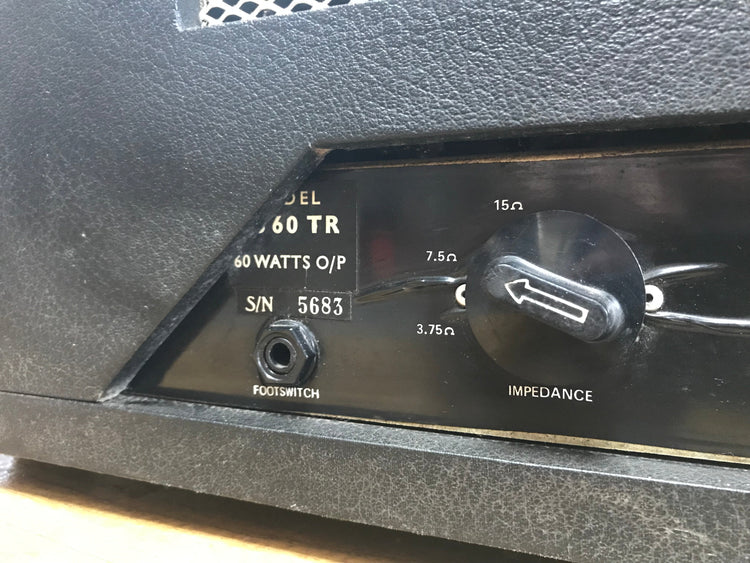 DEL
60 TR
60 WATTS O/P
S/N 5683
FOOTSWITCH
15Ω
7.5Ω
3.75Ω
IMPEDANCE